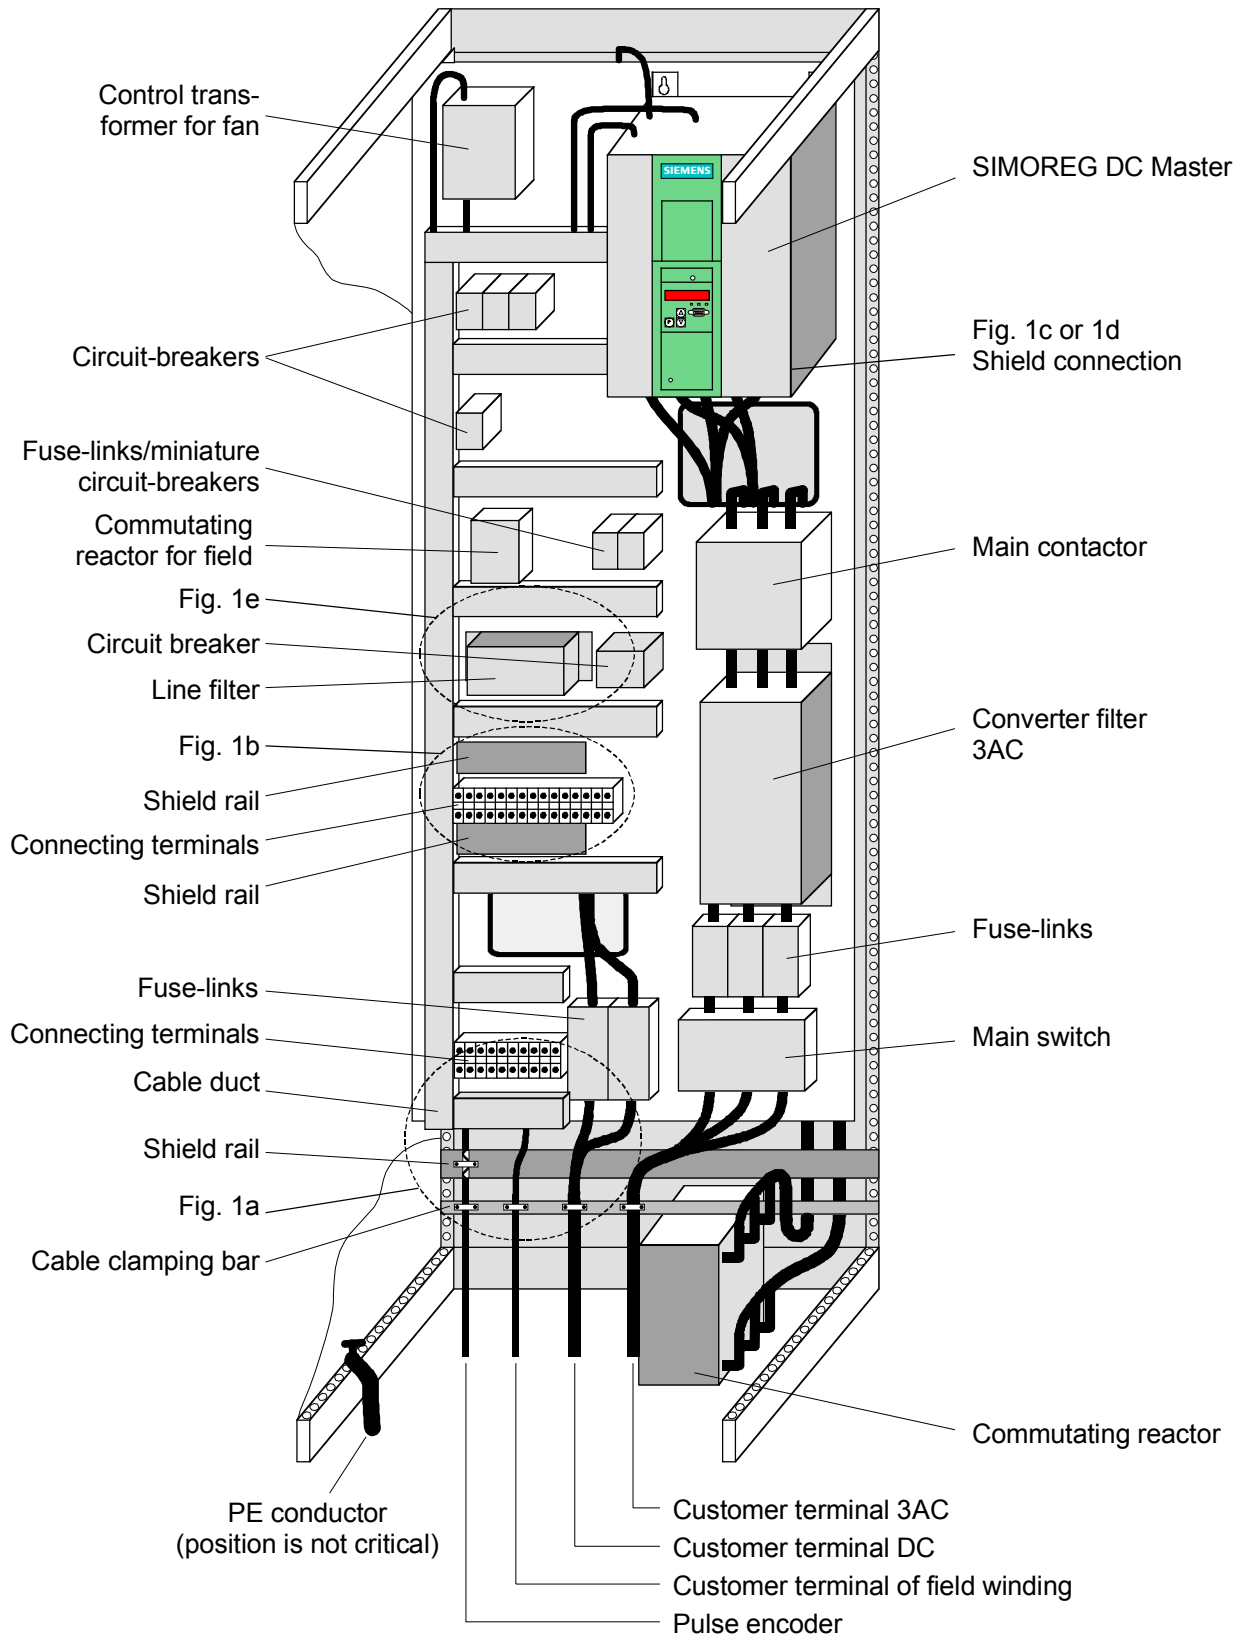 Control trans-
former for fan
SIEMENS
SIMOREG DC Master
Circuit-breakers
Fig. 1c or 1d
Shield connection
P
Fuse-links/miniature
circuit-breakers
Commutating
reactor for field
Main contactor
Fig. 1e
Circuit breaker
Line filter
Converter filter
3AC
Fig. 1b
Shield rail
Connecting terminals
Shield rail
Fuse-links
Fuse-links
Connecting terminals
Main switch
Cable duct
Shield rail
Fig. 1a
Cable clamping bar
Commutating reactor
PE conductor
(position is not critical)
Customer terminal 3AC
Customer terminal DC
Customer terminal of field winding
Pulse encoder